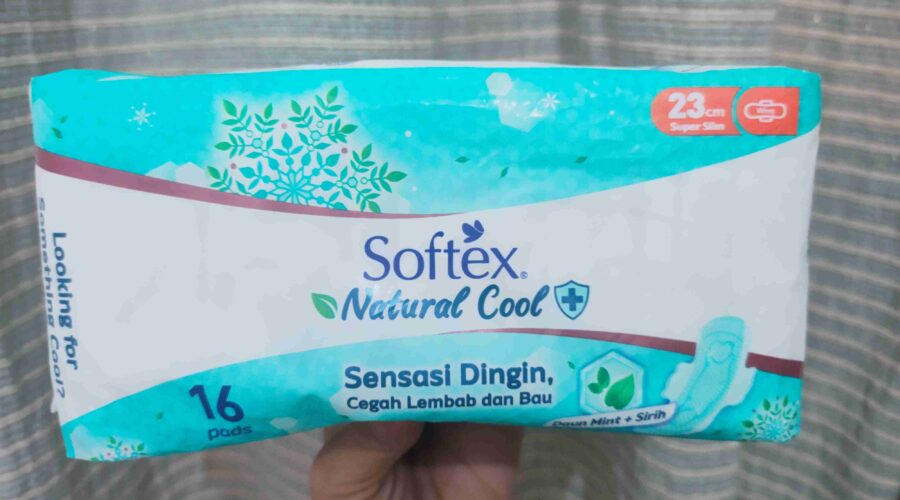 23cm
Super Slim
Wing
Softex®
Natural Cool
Looking for
Something Cool?
Sensasi Dingin,
Cegah Lembab dan Bau
16
pads
Daun Mint + Sirih